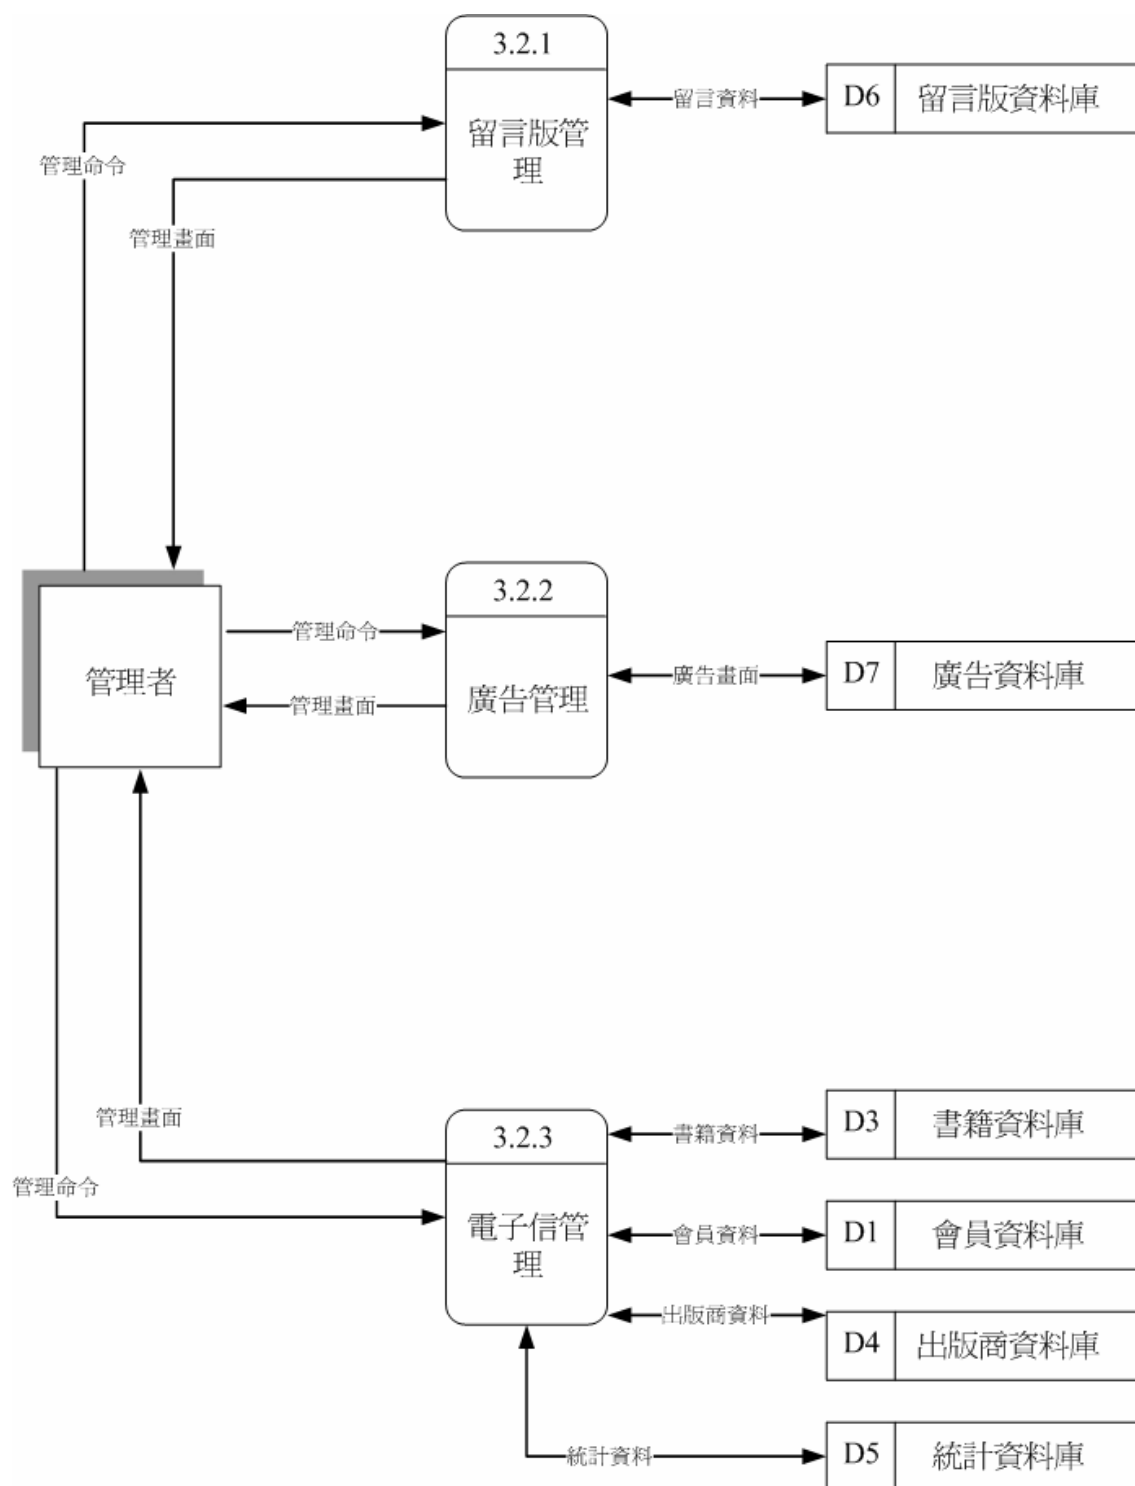 3.2.1
留言版管
理
留言資料
D6
留言版資料庫
管理命令
管理畫面
管理者
管理命令
管理畫面
3.2.2
廣告管理
廣告畫面
D7
廣告資料庫
管理畫面
管理命令
3.2.3
電子信管
理
書籍資料
D3
書籍資料庫
會員資料
D1
會員資料庫
出版商資料
D4
出版商資料庫
統計資料
D5
統計資料庫